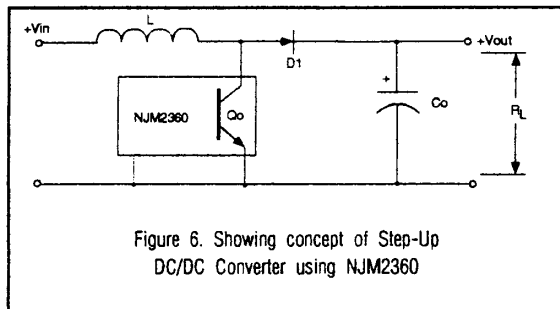 L
+Vin
+Vout
D1
+
Co
RL
NJM2360
Qo
Figure 6. Showing concept of Step-Up
DC/DC Converter using NJM2360